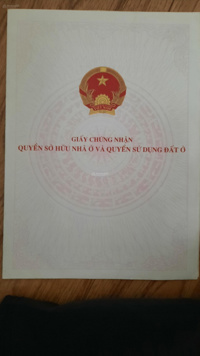 GIẤY CHỨNG NHẬN
QUYỀN SỞ HỮU NHÀ Ở VÀ QUYỀN SỬ DỤNG ĐẤT Ở